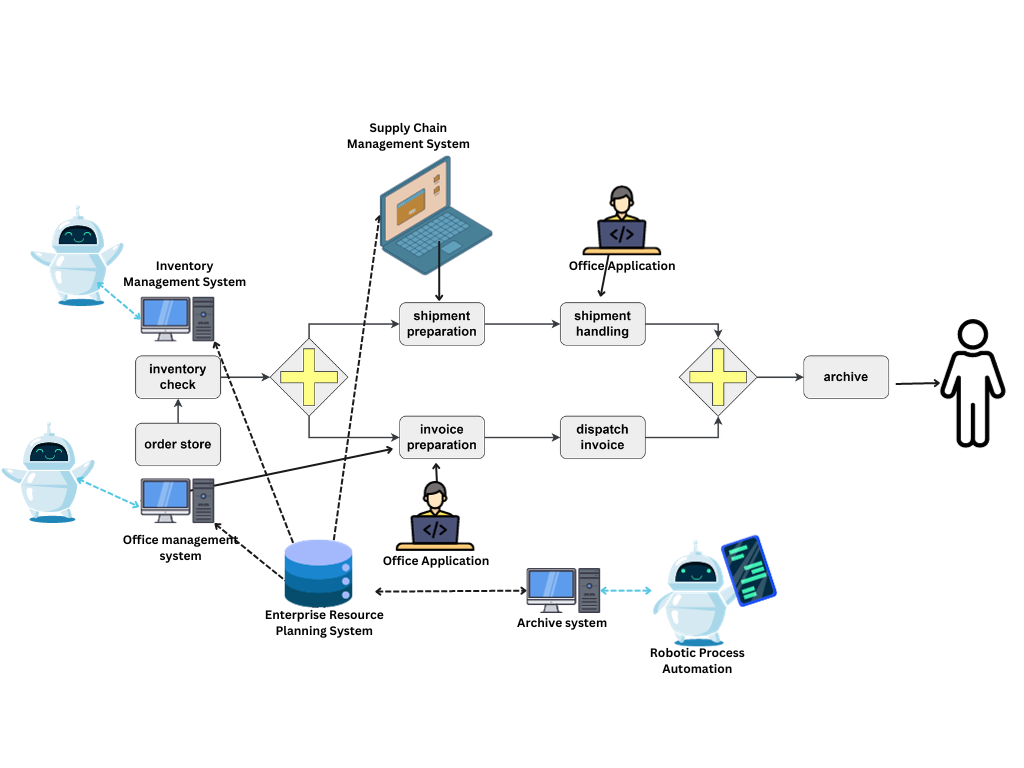 Supply Chain
Management System
Inventory
Management System
Office Application
shipment
preparation
shipment
handling
inventory
check
archive
order store
invoice
preparation
dispatch
invoice
Office management
system
</>
Office Application
Enterprise Resource
Planning System
Archive system
Robotic Process
Automation